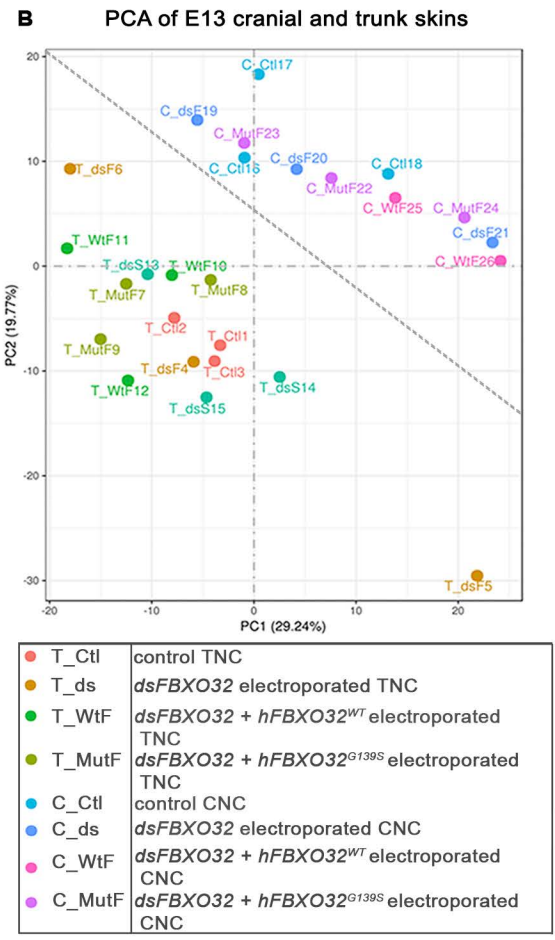 B PCA of E13 cranial and trunk skins
20
C_Ctl17
C_dsF19
C_MutF23
10
C_Ctl16
C_dsF20
C_Ctl18
T_dsF6
C_MutF22
C_WtF25
C_MutF24
T_WtF11
C_dsF21
0
T_dsS13
T_WtF10
C_WtF26
T_MutF7
T_MutF8
T_Ctl2
T_Ctl1
T_MutF9
T_dsF4
T_Ctl3
-10
T_WtF12
T_dsS14
T_dsS15
-20
-30
T_dsF5
PC2 (19.77%)
-20 -10 0 10 20
PC1 (29.24%)
T_Ctl control TNC
T_ds dsFBXO32 electroporated TNC
T_WtF dsFBXO32 + hFBXO32WT electroporated
TNC
T_MutF dsFBXO32 + hFBXO32G139S electroporated
TNC
C_Ctl control CNC
C_ds dsFBXO32 electroporated CNC
C_WtF dsFBXO32 + hFBXO32WT electroporated
CNC
C_MutF dsFBXO32 + hFBXO32G139S electroporated
CNC